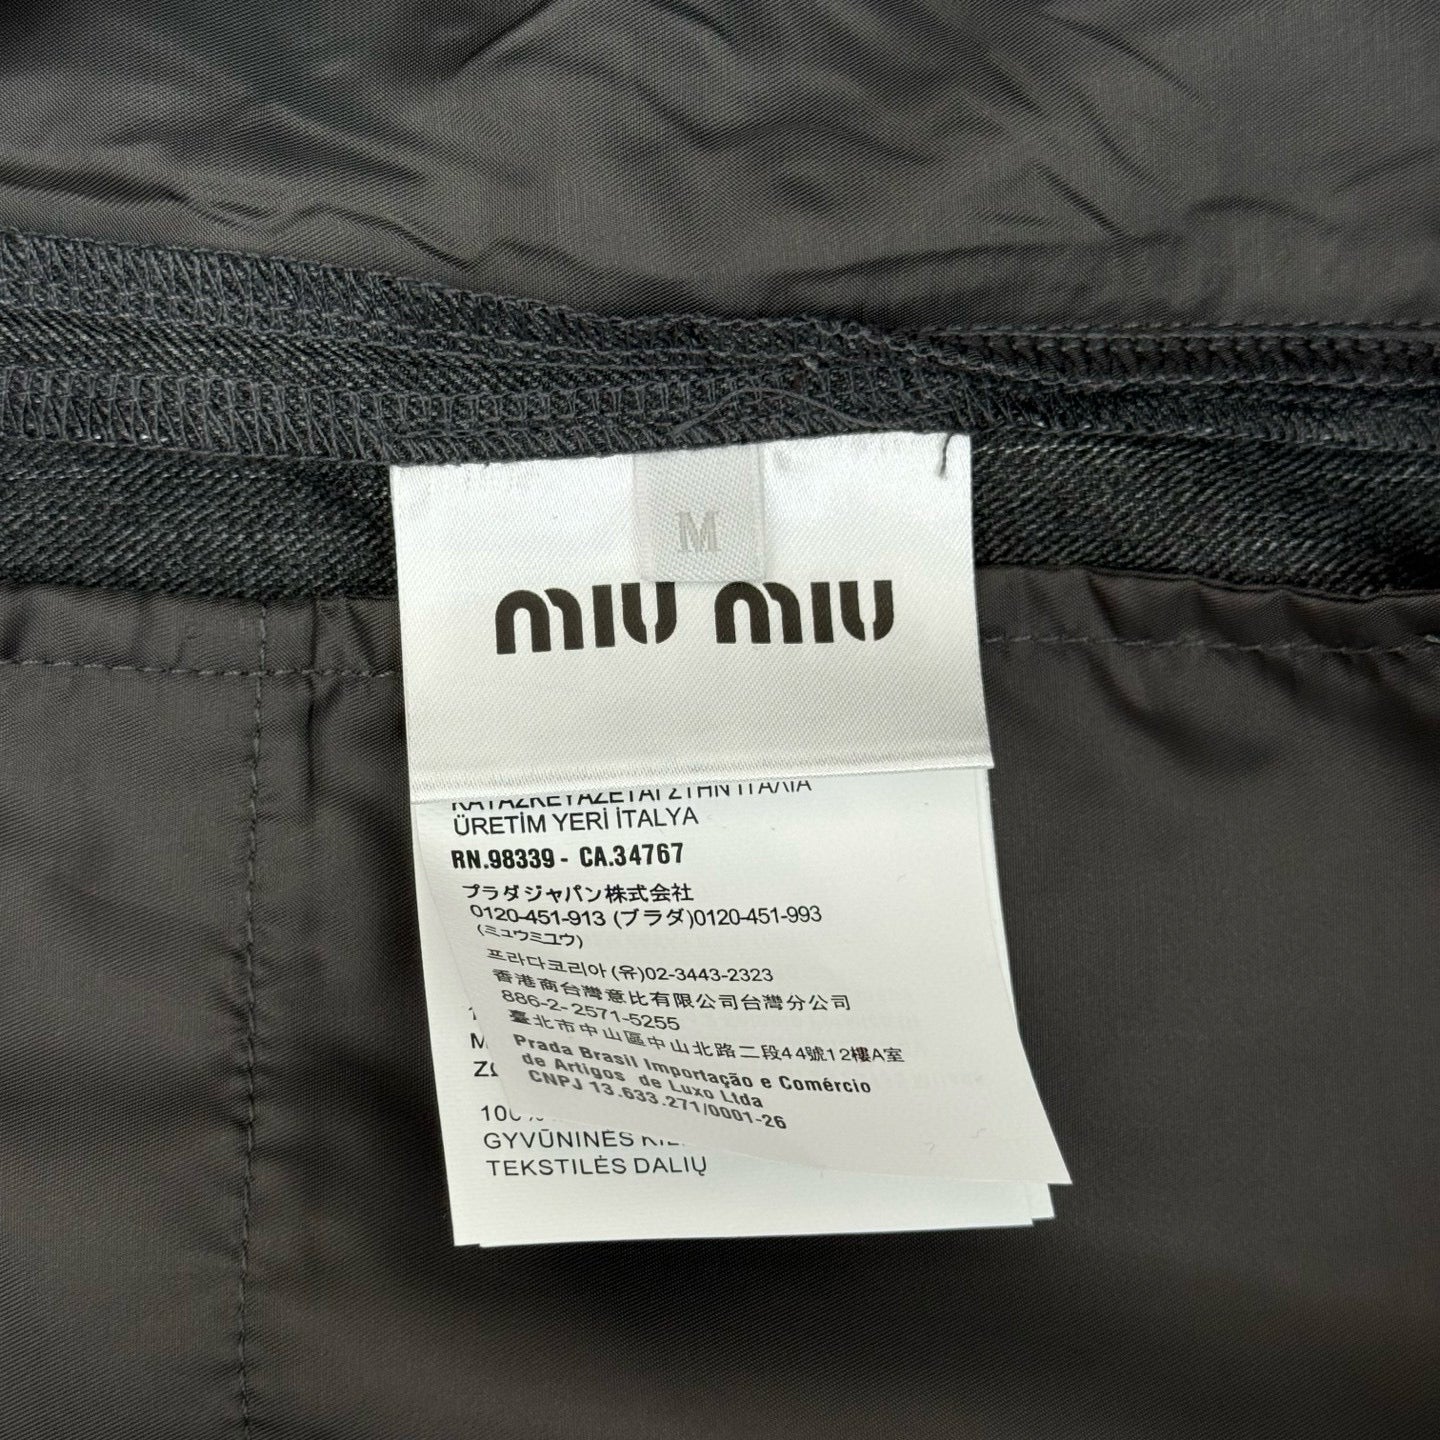 M
miu miu
ΚΑΤΑΣΚΕΥΑΖΕΤΑΙ ΣΤΗΝ ΙΤΑΛΙΑ
ÜRETİM YERİ İTALYA
RN.98339 - CA.34767
プラダジャパン株式会社
0120-451-913 (プラダ)0120-451-993
(ミュウミュウ)
프라다코리아(유)02-3443-2323
香港商台灣意比有限公司台灣分公司
886-2-2571-5255
臺北市中山區中山北路二段44號12樓A室
Prada Brasil Importação e Comércio
de Artigos de Luxo Ltda
CNPJ 13.633.271/0001-26
GYVŪNINĖS
TEKSTILĖS DALIŲ